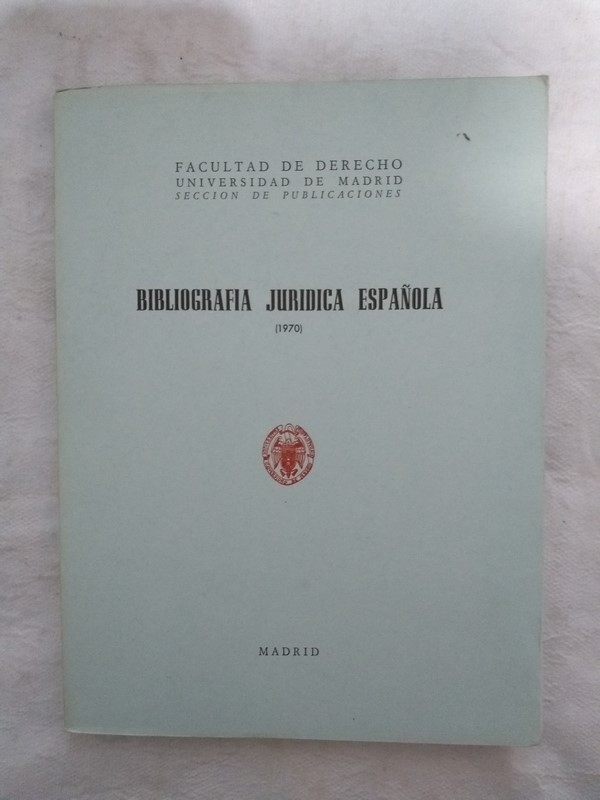 FACULTAD DE DERECHO
UNIVERSIDAD DE MADRID
SECCION DE PUBLICACIONES
BIBLIOGRAFIA JURIDICA ESPAÑOLA
(1970)
MADRID